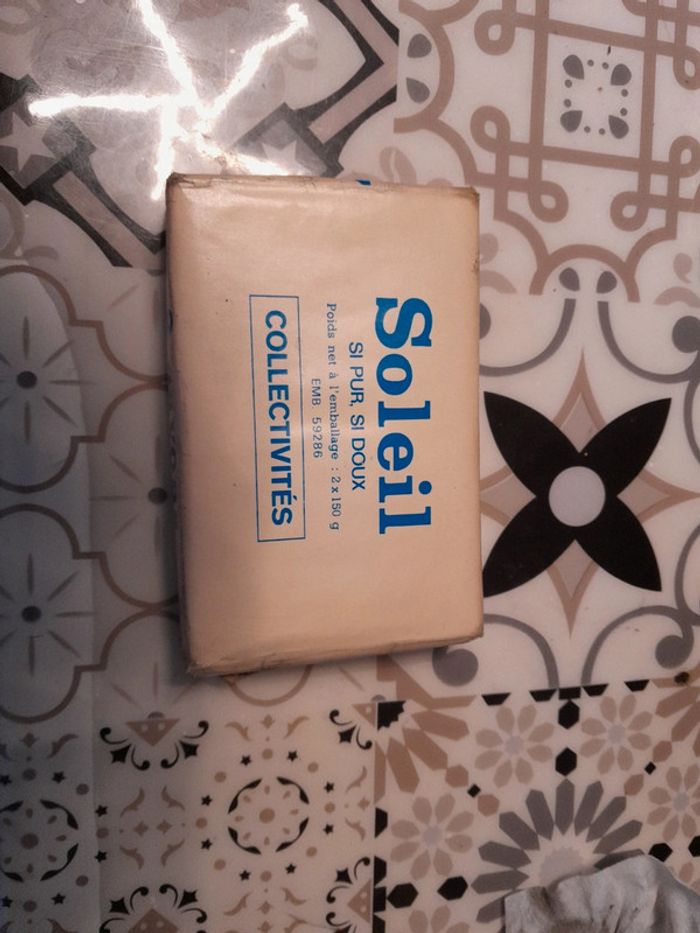 Soleil
SI PUR, SI DOUX
Poids net à l'emballage : 2 x 150 g
EMB 59286
COLLECTIVITÉS